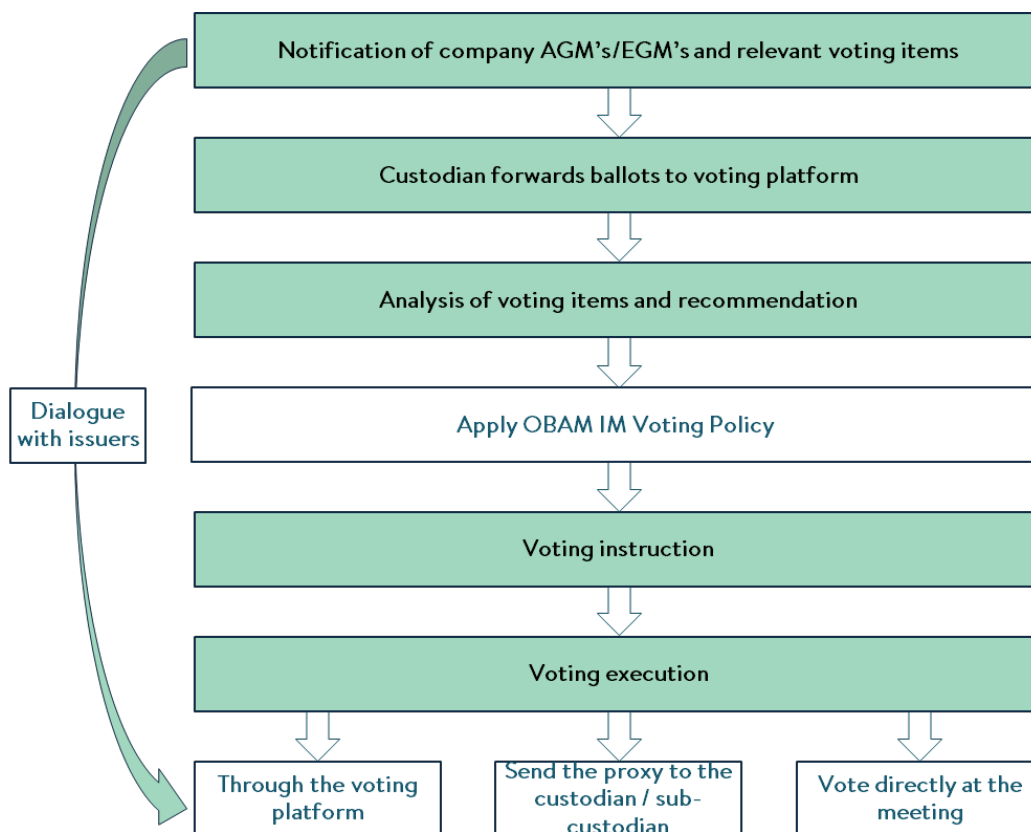 Notification of company AGM's/EGM's and relevant voting items
Custodian forwards ballots to voting platform
Analysis of voting items and recommendation
Dialogue
with issuers
Apply OBAM IM Voting Policy
Voting instruction
Voting execution
Through the voting
platform
Send the proxy to the
custodian / sub-
custodian
Vote directly at the
meeting